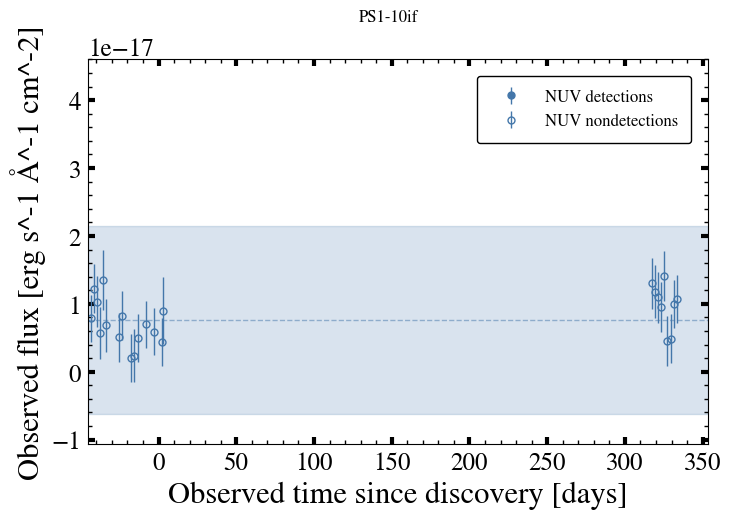 PS1-10if
1e−17
Observed flux [erg s^-1 Å^-1 cm^-2]
4
3
2
1
0
−1
NUV detections
NUV nondetections
0 50 100 150 200 250 300 350
Observed time since discovery [days]